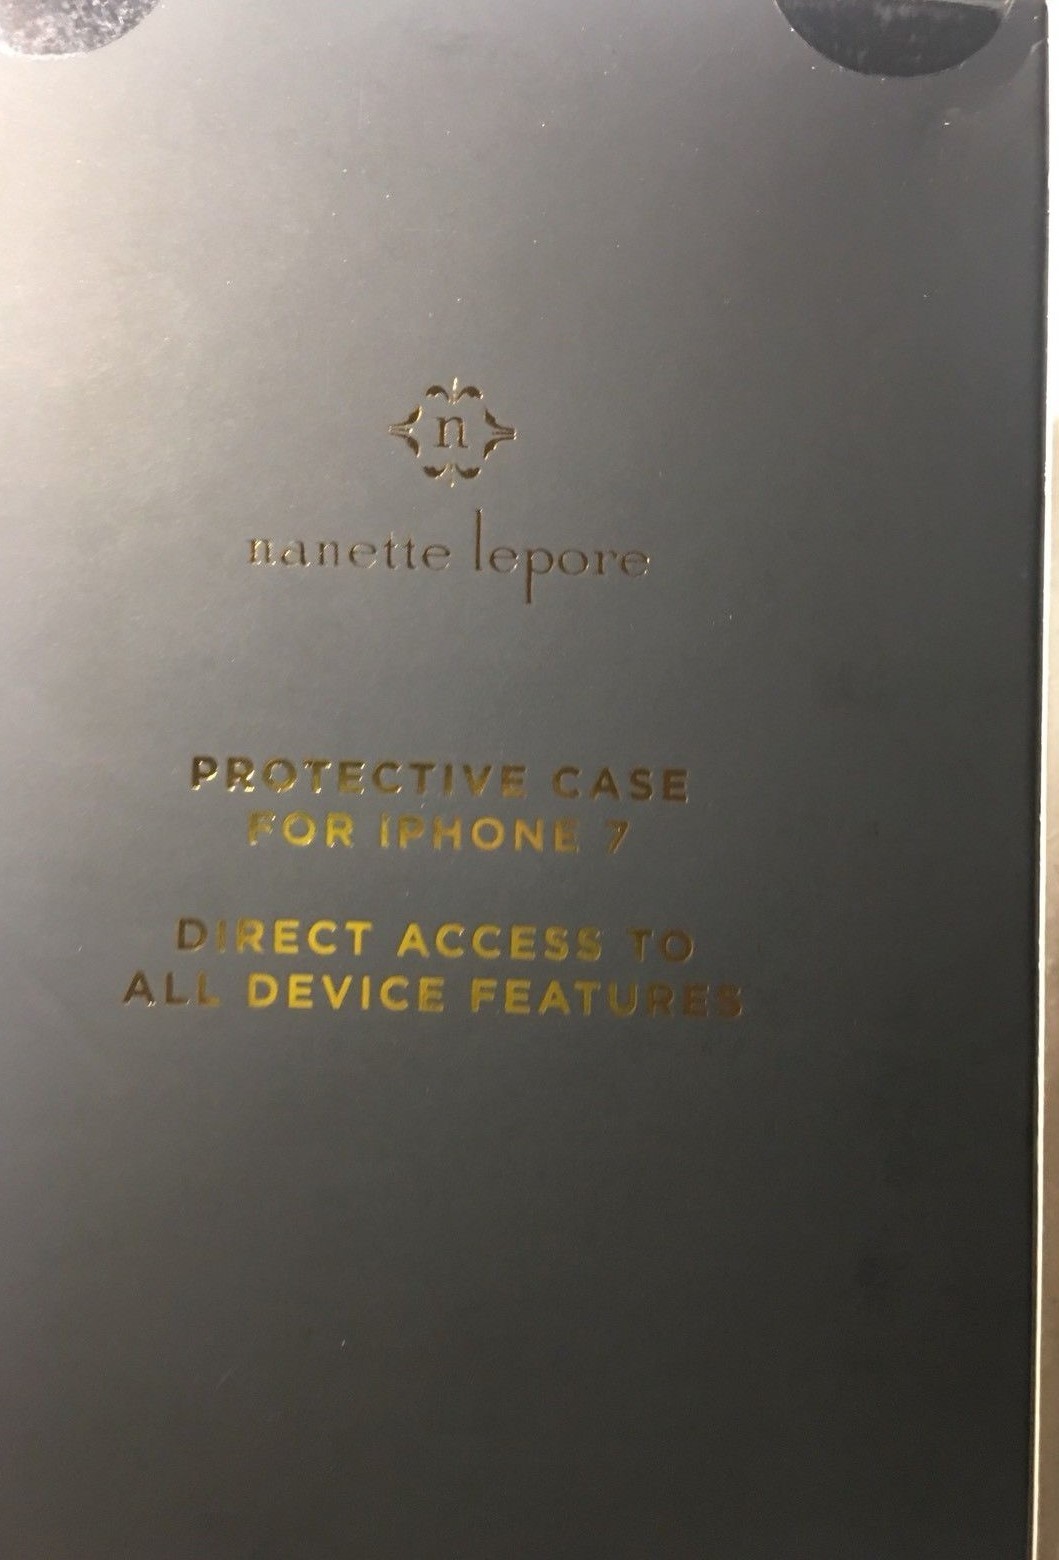 n
nanette lepore
PROTECTIVE CASE
FOR IPHONE 7
DIRECT ACCESS TO
ALL DEVICE FEATURES